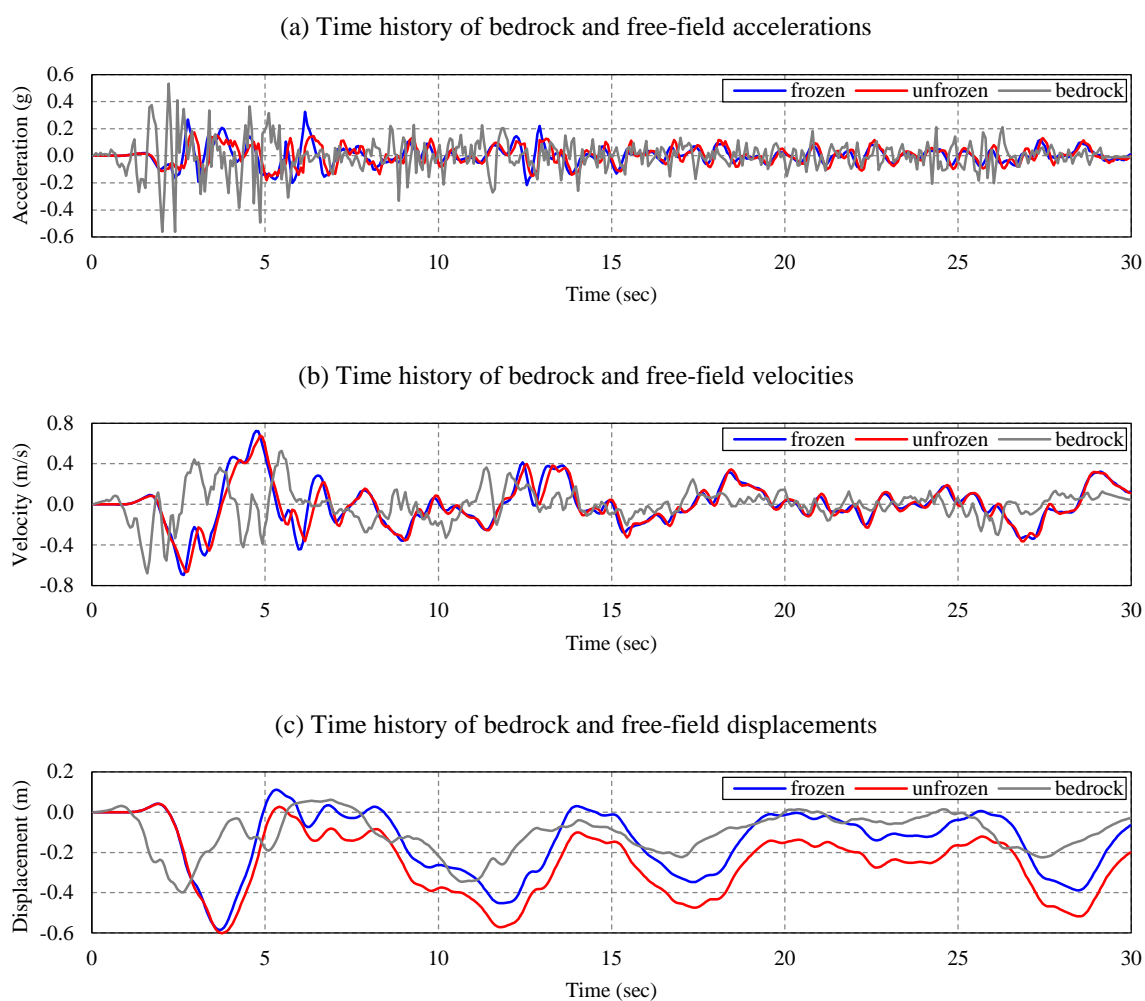 (a) Time history of bedrock and free-field accelerations
0.6
0.4
0.2
0.0
-0.2
-0.4
-0.6
Acceleration (g)
frozen unfrozen bedrock
0 5 10 15 20 25 30
Time (sec)
(b) Time history of bedrock and free-field velocities
0.8
0.4
0.0
-0.4
-0.8
Velocity (m/s)
frozen unfrozen bedrock
0 5 10 15 20 25 30
Time (sec)
(c) Time history of bedrock and free-field displacements
0.2
0.0
-0.2
-0.4
-0.6
Displacement (m)
frozen unfrozen bedrock
0 5 10 15 20 25 30
Time (sec)